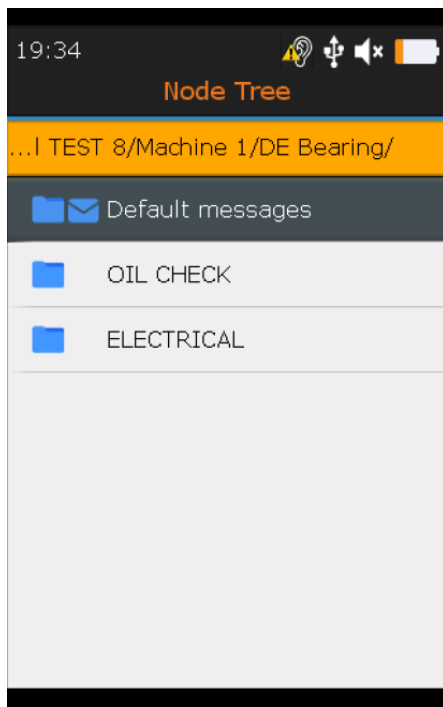 19:34
Node Tree
...l TEST 8/Machine 1/DE Bearing/
Default messages
OIL CHECK
ELECTRICAL